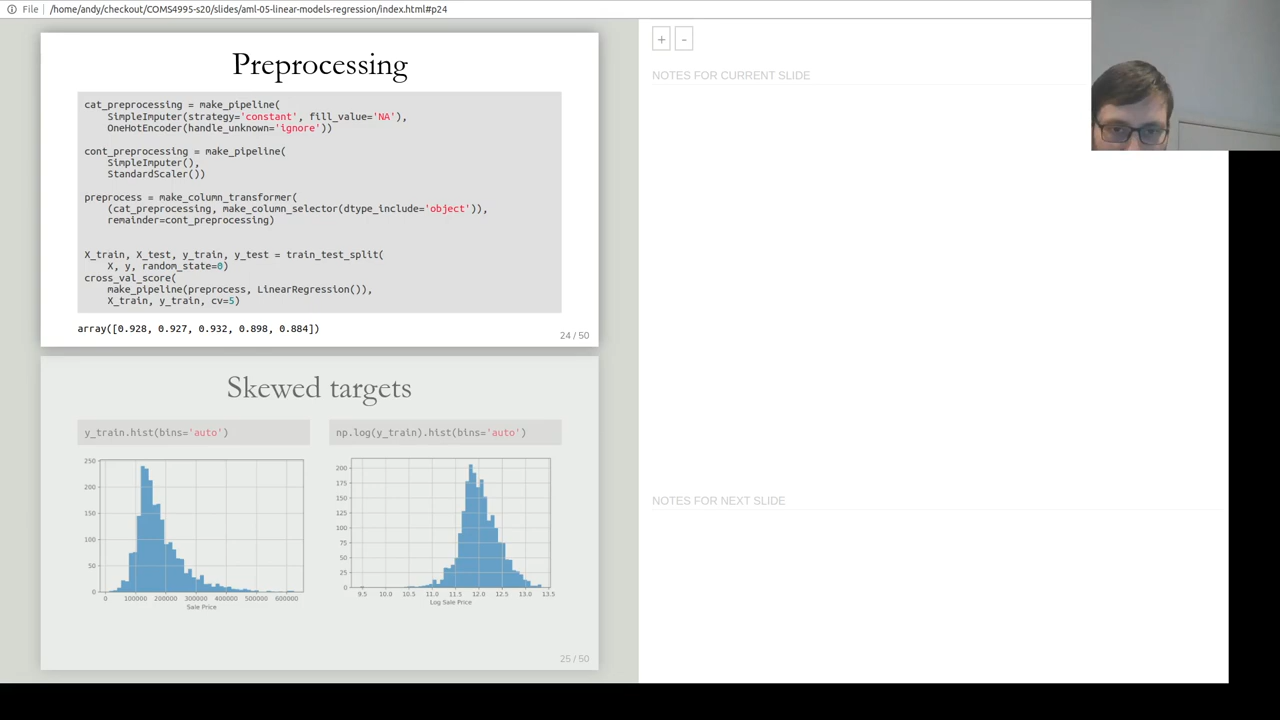 File
/home/andy/checkout/COMS4995-s20/slides/aml-05-linear-models-regression/index.html#p24
Preprocessing
cat_preprocessing = make_pipeline(
    SimpleImputer(strategy='constant', fill_value='NA'),
    OneHotEncoder(handle_unknown='ignore'))
cont_preprocessing = make_pipeline(
    SimpleImputer(),
    StandardScaler())
preprocess = make_column_transformer(
    (cat_preprocessing, make_column_selector(dtype_include='object')),
    remainder=cont_preprocessing)
X_train, X_test, y_train, y_test = train_test_split(
    X, y, random_state=0)
cross_val_score(
    make_pipeline(preprocess, LinearRegression()),
    X_train, y_train, cv=5)
array([0.928, 0.927, 0.932, 0.898, 0.884])
24 / 50
Skewed targets
y_train.hist(bins='auto')
250
200
150
100
50
0
0 100000 200000 300000 400000 500000 600000
Sale Price
np.log(y_train).hist(bins='auto')
200
175
150
125
100
75
50
25
0
9.5 10.0 10.5 11.0 11.5 12.0 12.5 13.0 13.5
Log Sale Price
25 / 50
+ -
NOTES FOR CURRENT SLIDE
NOTES FOR NEXT SLIDE